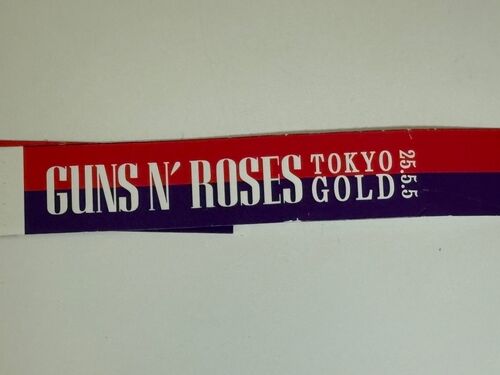 GUNS N' ROSES
TOKYO
GOLD
25.5.5